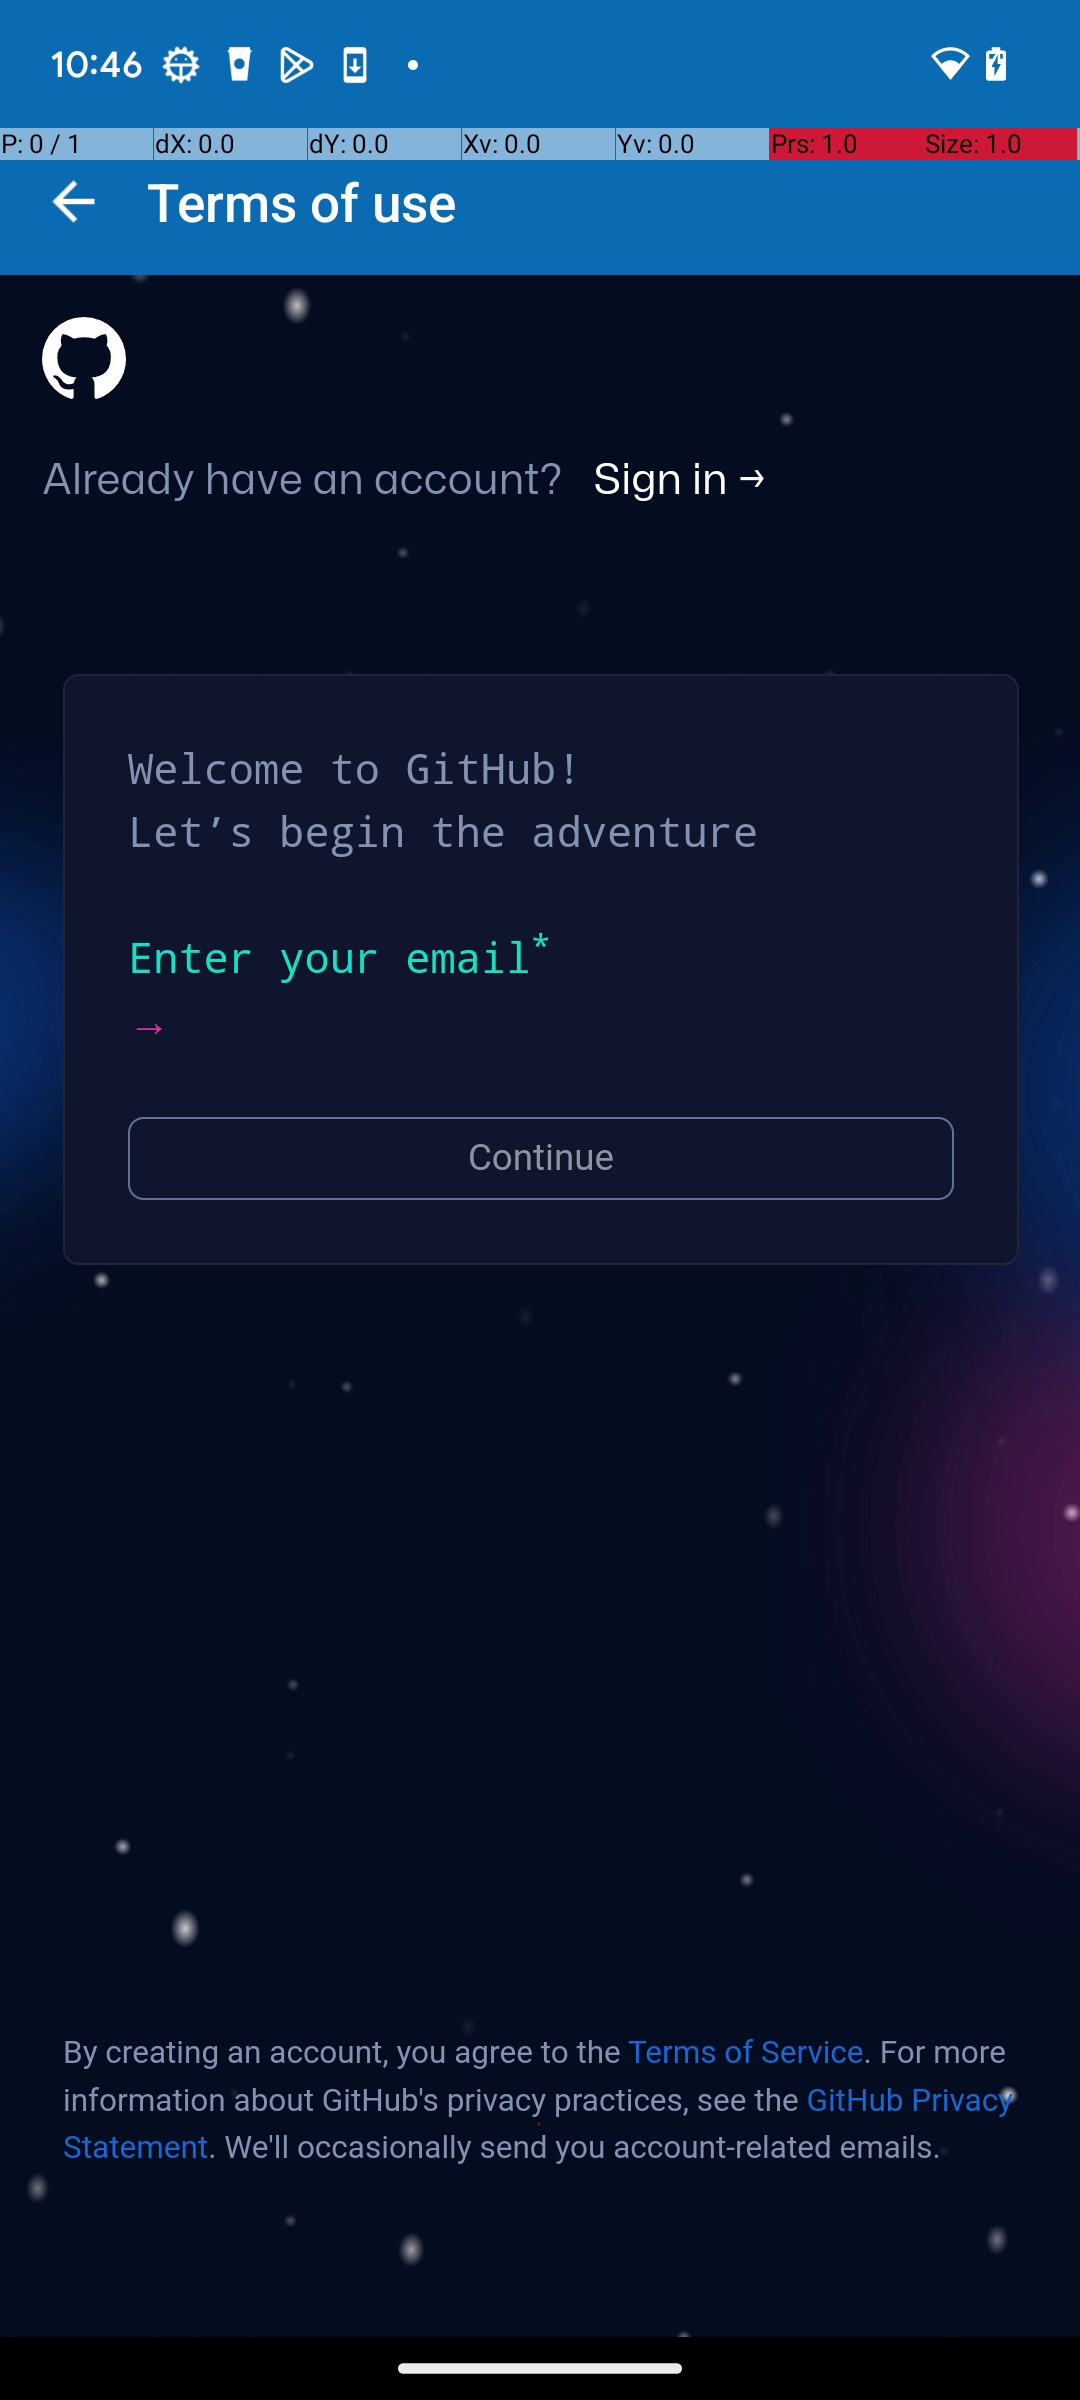 10:46
P: 0 / 1 dX: 0.0 dY: 0.0 Xv: 0.0 Yv: 0.0 Prs: 1.0 Size: 1.0
Terms of use
Already have an account? Sign in →
Welcome to GitHub!
Let’s begin the adventure
Enter your email*
→
Continue
By creating an account, you agree to the Terms of Service. For more
information about GitHub's privacy practices, see the GitHub Privacy
Statement. We'll occasionally send you account-related emails.